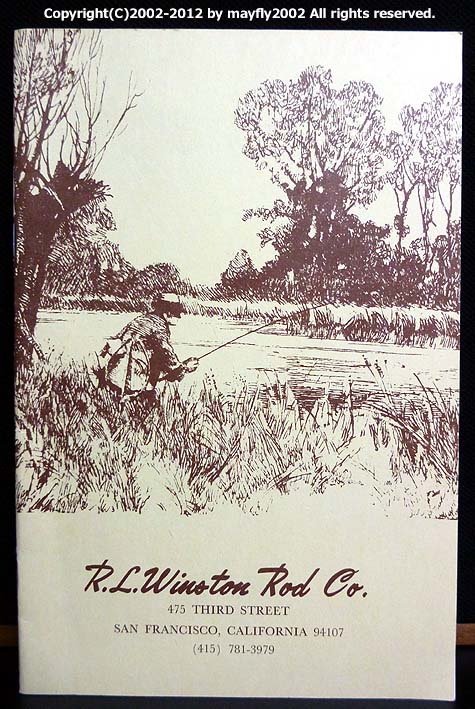 Copyright(C)2002-2012 by mayfly2002 All rights reserved.
R.L.Winston Rod Co.
475 THIRD STREET
SAN FRANCISCO, CALIFORNIA 94107
(415) 781-3979